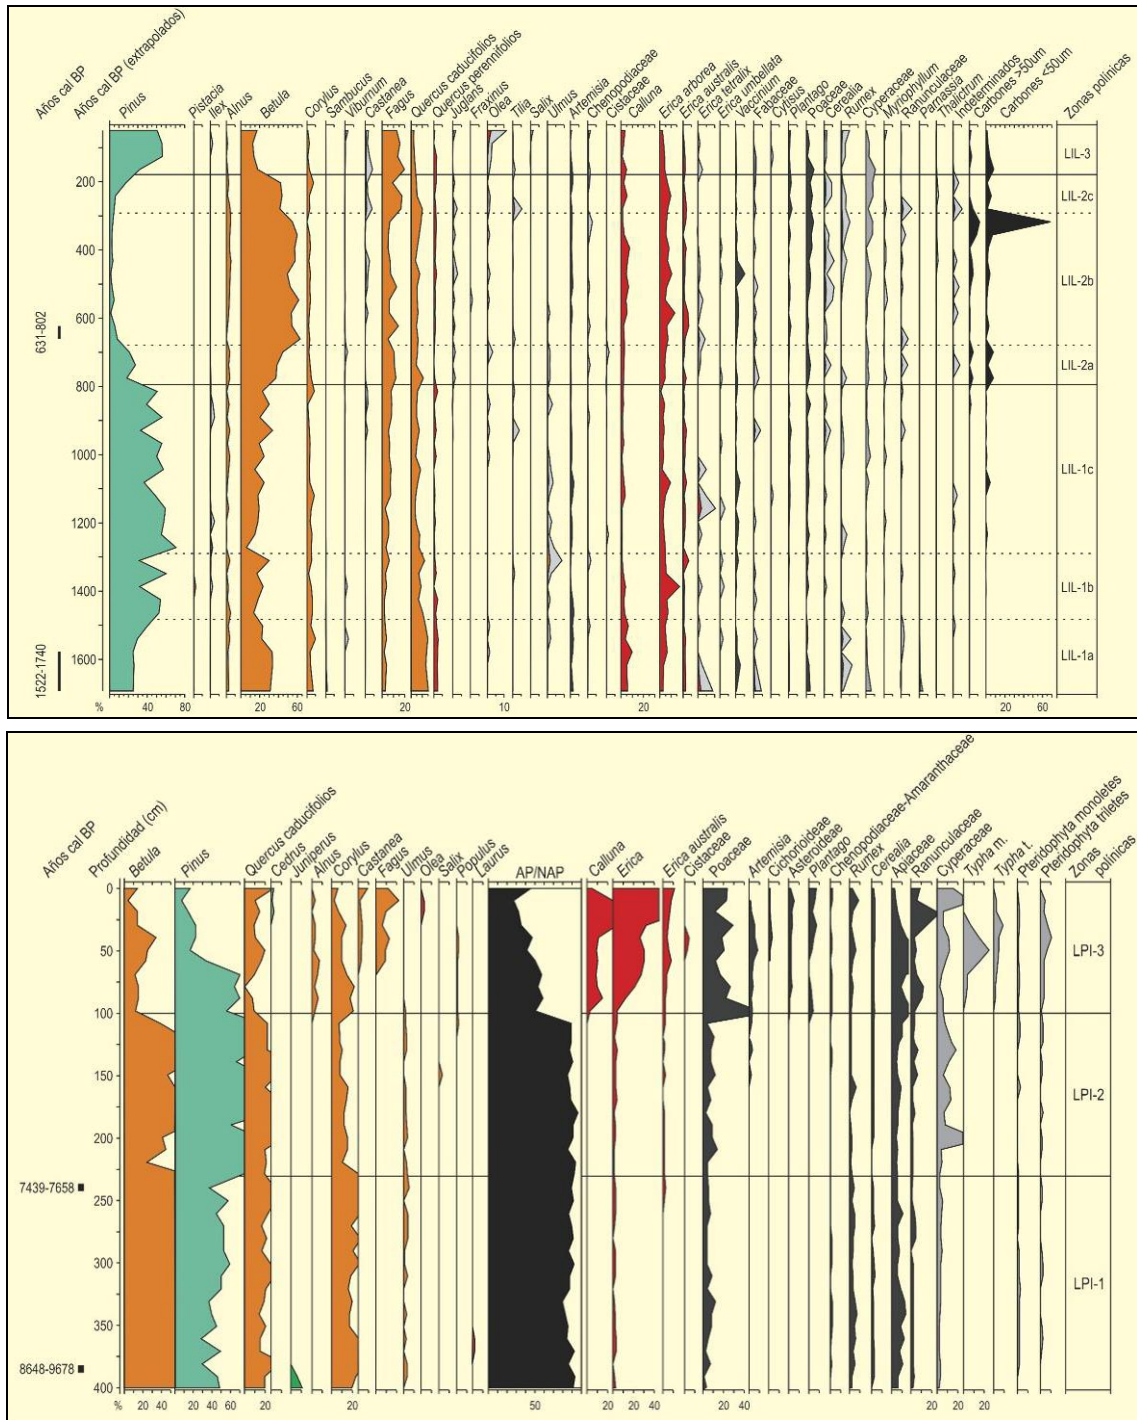 Años cal BP
Años cal BP (extrapolados)
Pinus
Pistacia
Ilex
Alnus
Betula
Corylus
Sambucus
Viburnum
Castanea
Fagus
Quercus caducifolios
Quercus perennifolios
Juglans
Fraxinus
Olea
Tilia
Salix
Ulmus
Artemisia
Chenopodiaceae
Cistaceae
Calluna
Erica arborea
Erica australis
Erica tetralix
Erica umbellata
Vaccinium
Fabaceae
Cytisus
Plantago
Poaceae
Cerealia
Rumex
Cyperaceae
Myriophyllum
Ranunculaceae
Parnassia
Thalictrum
Indeterminados
Carbones >50um
Carbones <50um
Zonas polínicas
200
400
600
800
1000
1200
1400
1600
631-802
1522-1740
LIL-3
LIL-2c
LIL-2b
LIL-2a
LIL-1c
LIL-1b
LIL-1a
% 40 80 20 60 20 10 20 20 60
Años cal BP
Profundidad (cm)
Betula
Pinus
Quercus caducifolios
Cedrus
Juniperus
Alnus
Corylus
Castanea
Fagus
Ulmus
Olea
Salix
Populus
Laurus
AP/NAP
Calluna
Erica
Erica australis
Cistaceae
Poaceae
Artemisia
Cichorioideae
Asteroideae
Plantago
Chenopodiaceae-Amaranthaceae
Rumex
Cerealia
Apiaceae
Ranunculaceae
Cyperaceae
Typha m.
Typha t.
Pteridophyta monoletes
Pteridophyta triletes
Zonas
polínicas
0
50
100
150
200
250
300
350
400
7439-7658
8648-9678
LPI-3
LPI-2
LPI-1
% 20 40 20 40 60 20 20 50 20 20 40 20 20 20 20